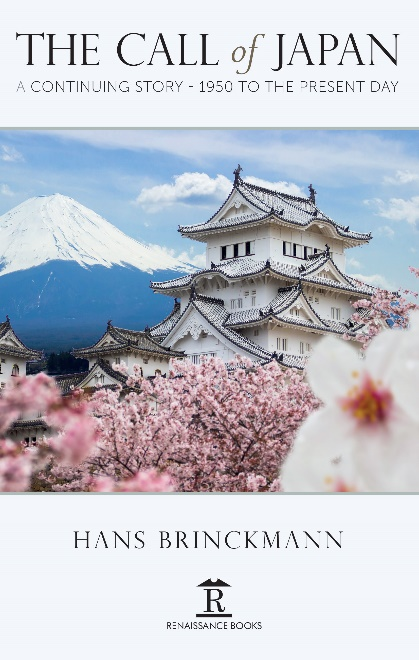 THE CALL of JAPAN
A CONTINUING STORY - 1950 TO THE PRESENT DAY
HANS BRINCKMANN
R
RENAISSANCE BOOKS